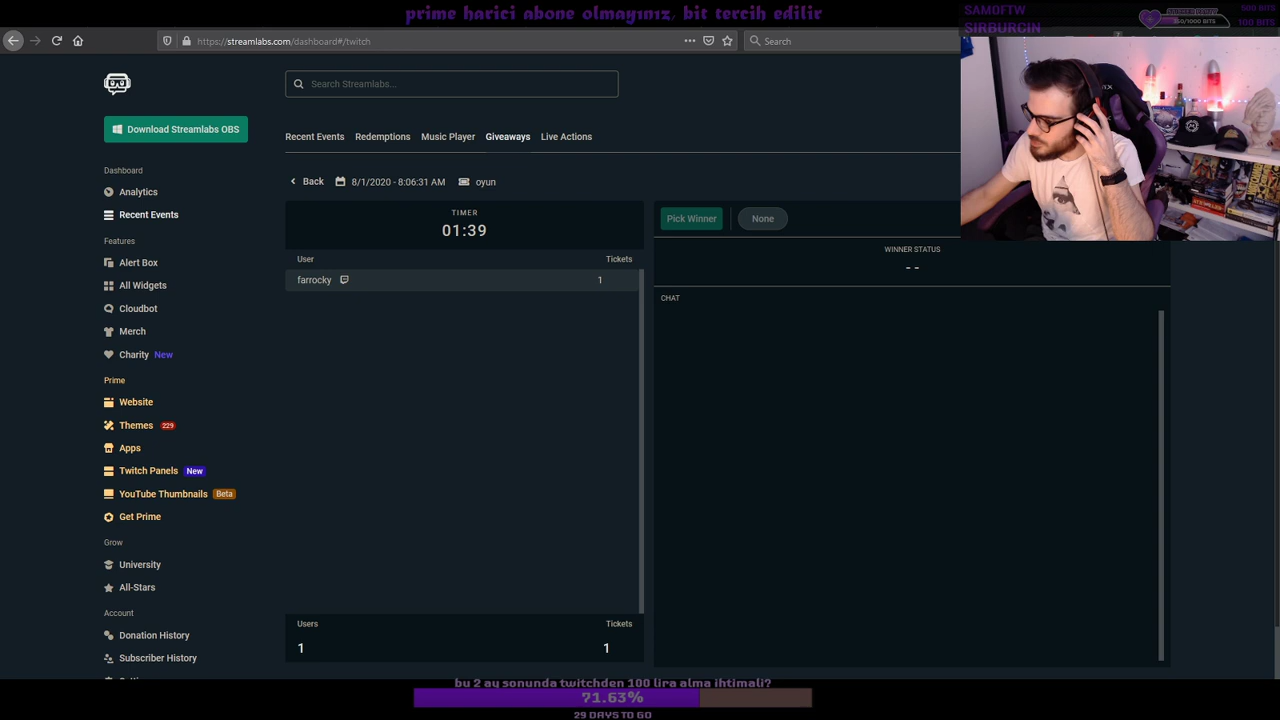 prime harici abone olmayınız, bit tercih edilir
SAM0FTW
SIRBURCIN
350/1000 BITS
500 BITS
100 BITS
https://streamlabs.com/dashboard#/twitch
Search
Search Streamlabs...
Download Streamlabs OBS
Recent Events
Redemptions
Music Player
Giveaways
Live Actions
Dashboard
Analytics
Recent Events
Features
Alert Box
All Widgets
Cloudbot
Merch
Charity New
Prime
Website
Themes 229
Apps
Twitch Panels New
YouTube Thumbnails Beta
Get Prime
Grow
University
All-Stars
Account
Donation History
Subscriber History
Back
8/1/2020 - 8:06:31 AM
oyun
TIMER
01:39
User Tickets
farrocky 1
Users Tickets
1 1
Pick Winner
None
WINNER STATUS
--
CHAT
bu 2 ay sonunda twitchden 100 lira alma ihtimali?
71.63%
29 DAYS TO GO